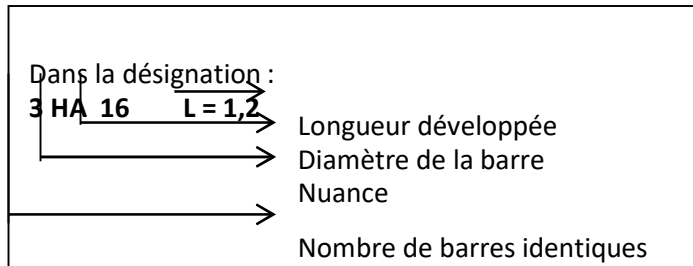 Dans la désignation :
3 HA 16 L = 1,2
Longueur développée
Diamètre de la barre
Nuance
Nombre de barres identiques